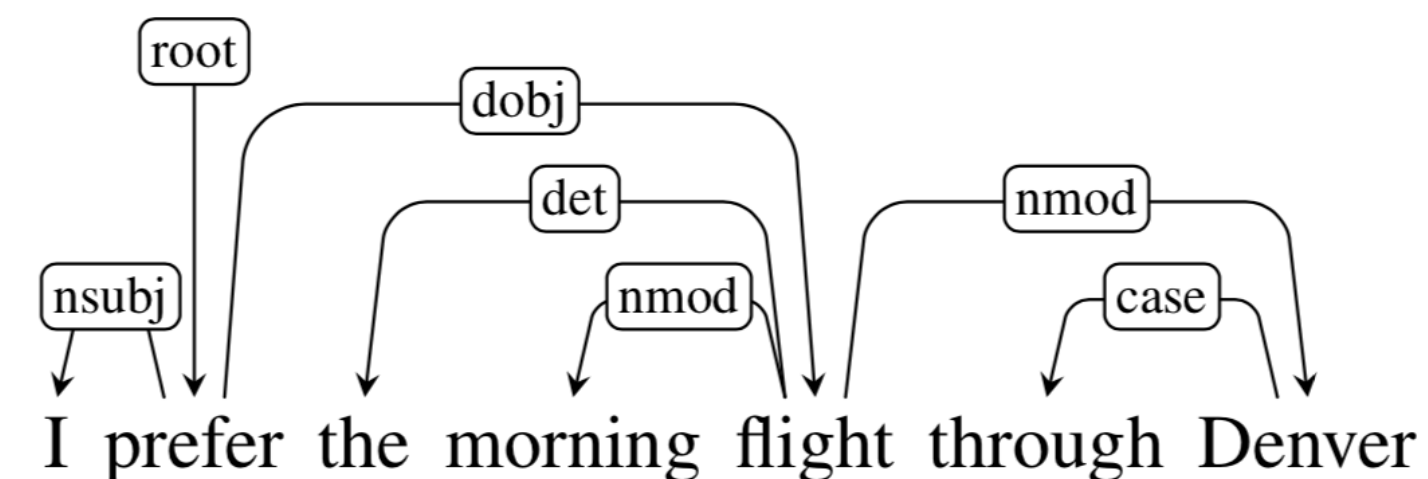 root
dobj
det nmod
nsubj nmod case
I prefer the morning flight through Denver